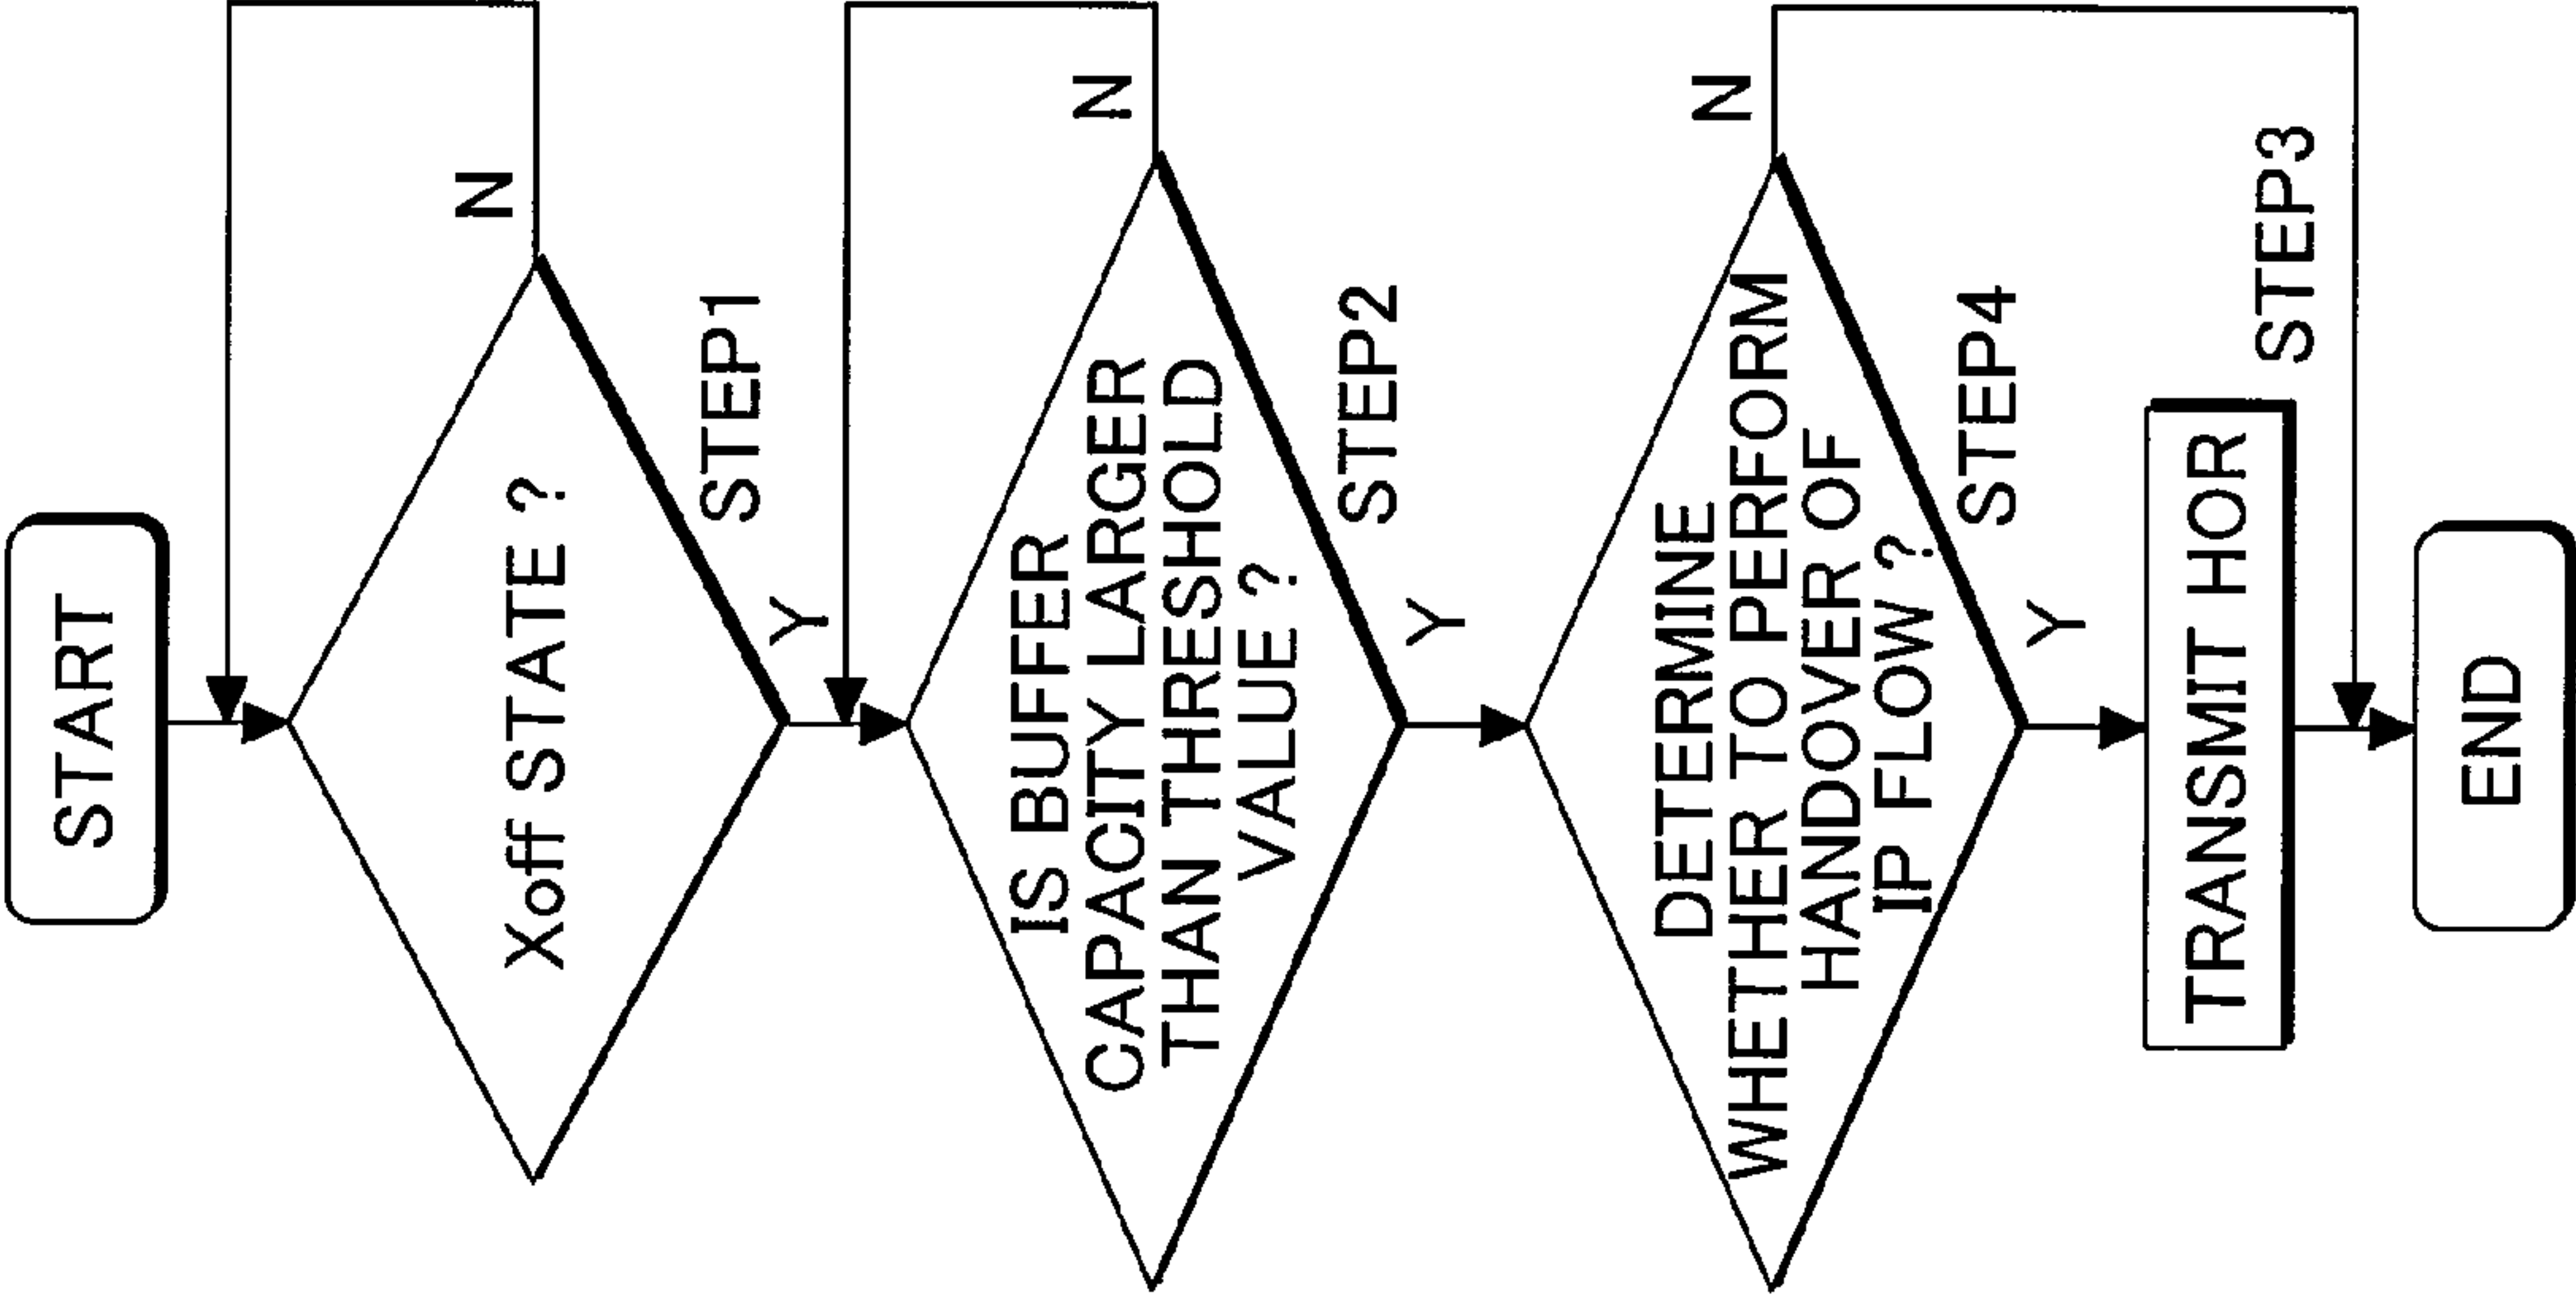 START
N
Xoff STATE ?
STEP1
Y
N
IS BUFFER
CAPACITY LARGER
THAN THRESHOLD
VALUE ?
STEP2
Y
N
DETERMINE
WHETHER TO PERFORM
HANDOVER OF
IP FLOW ?
STEP4
Y
TRANSMIT HOR
STEP3
END